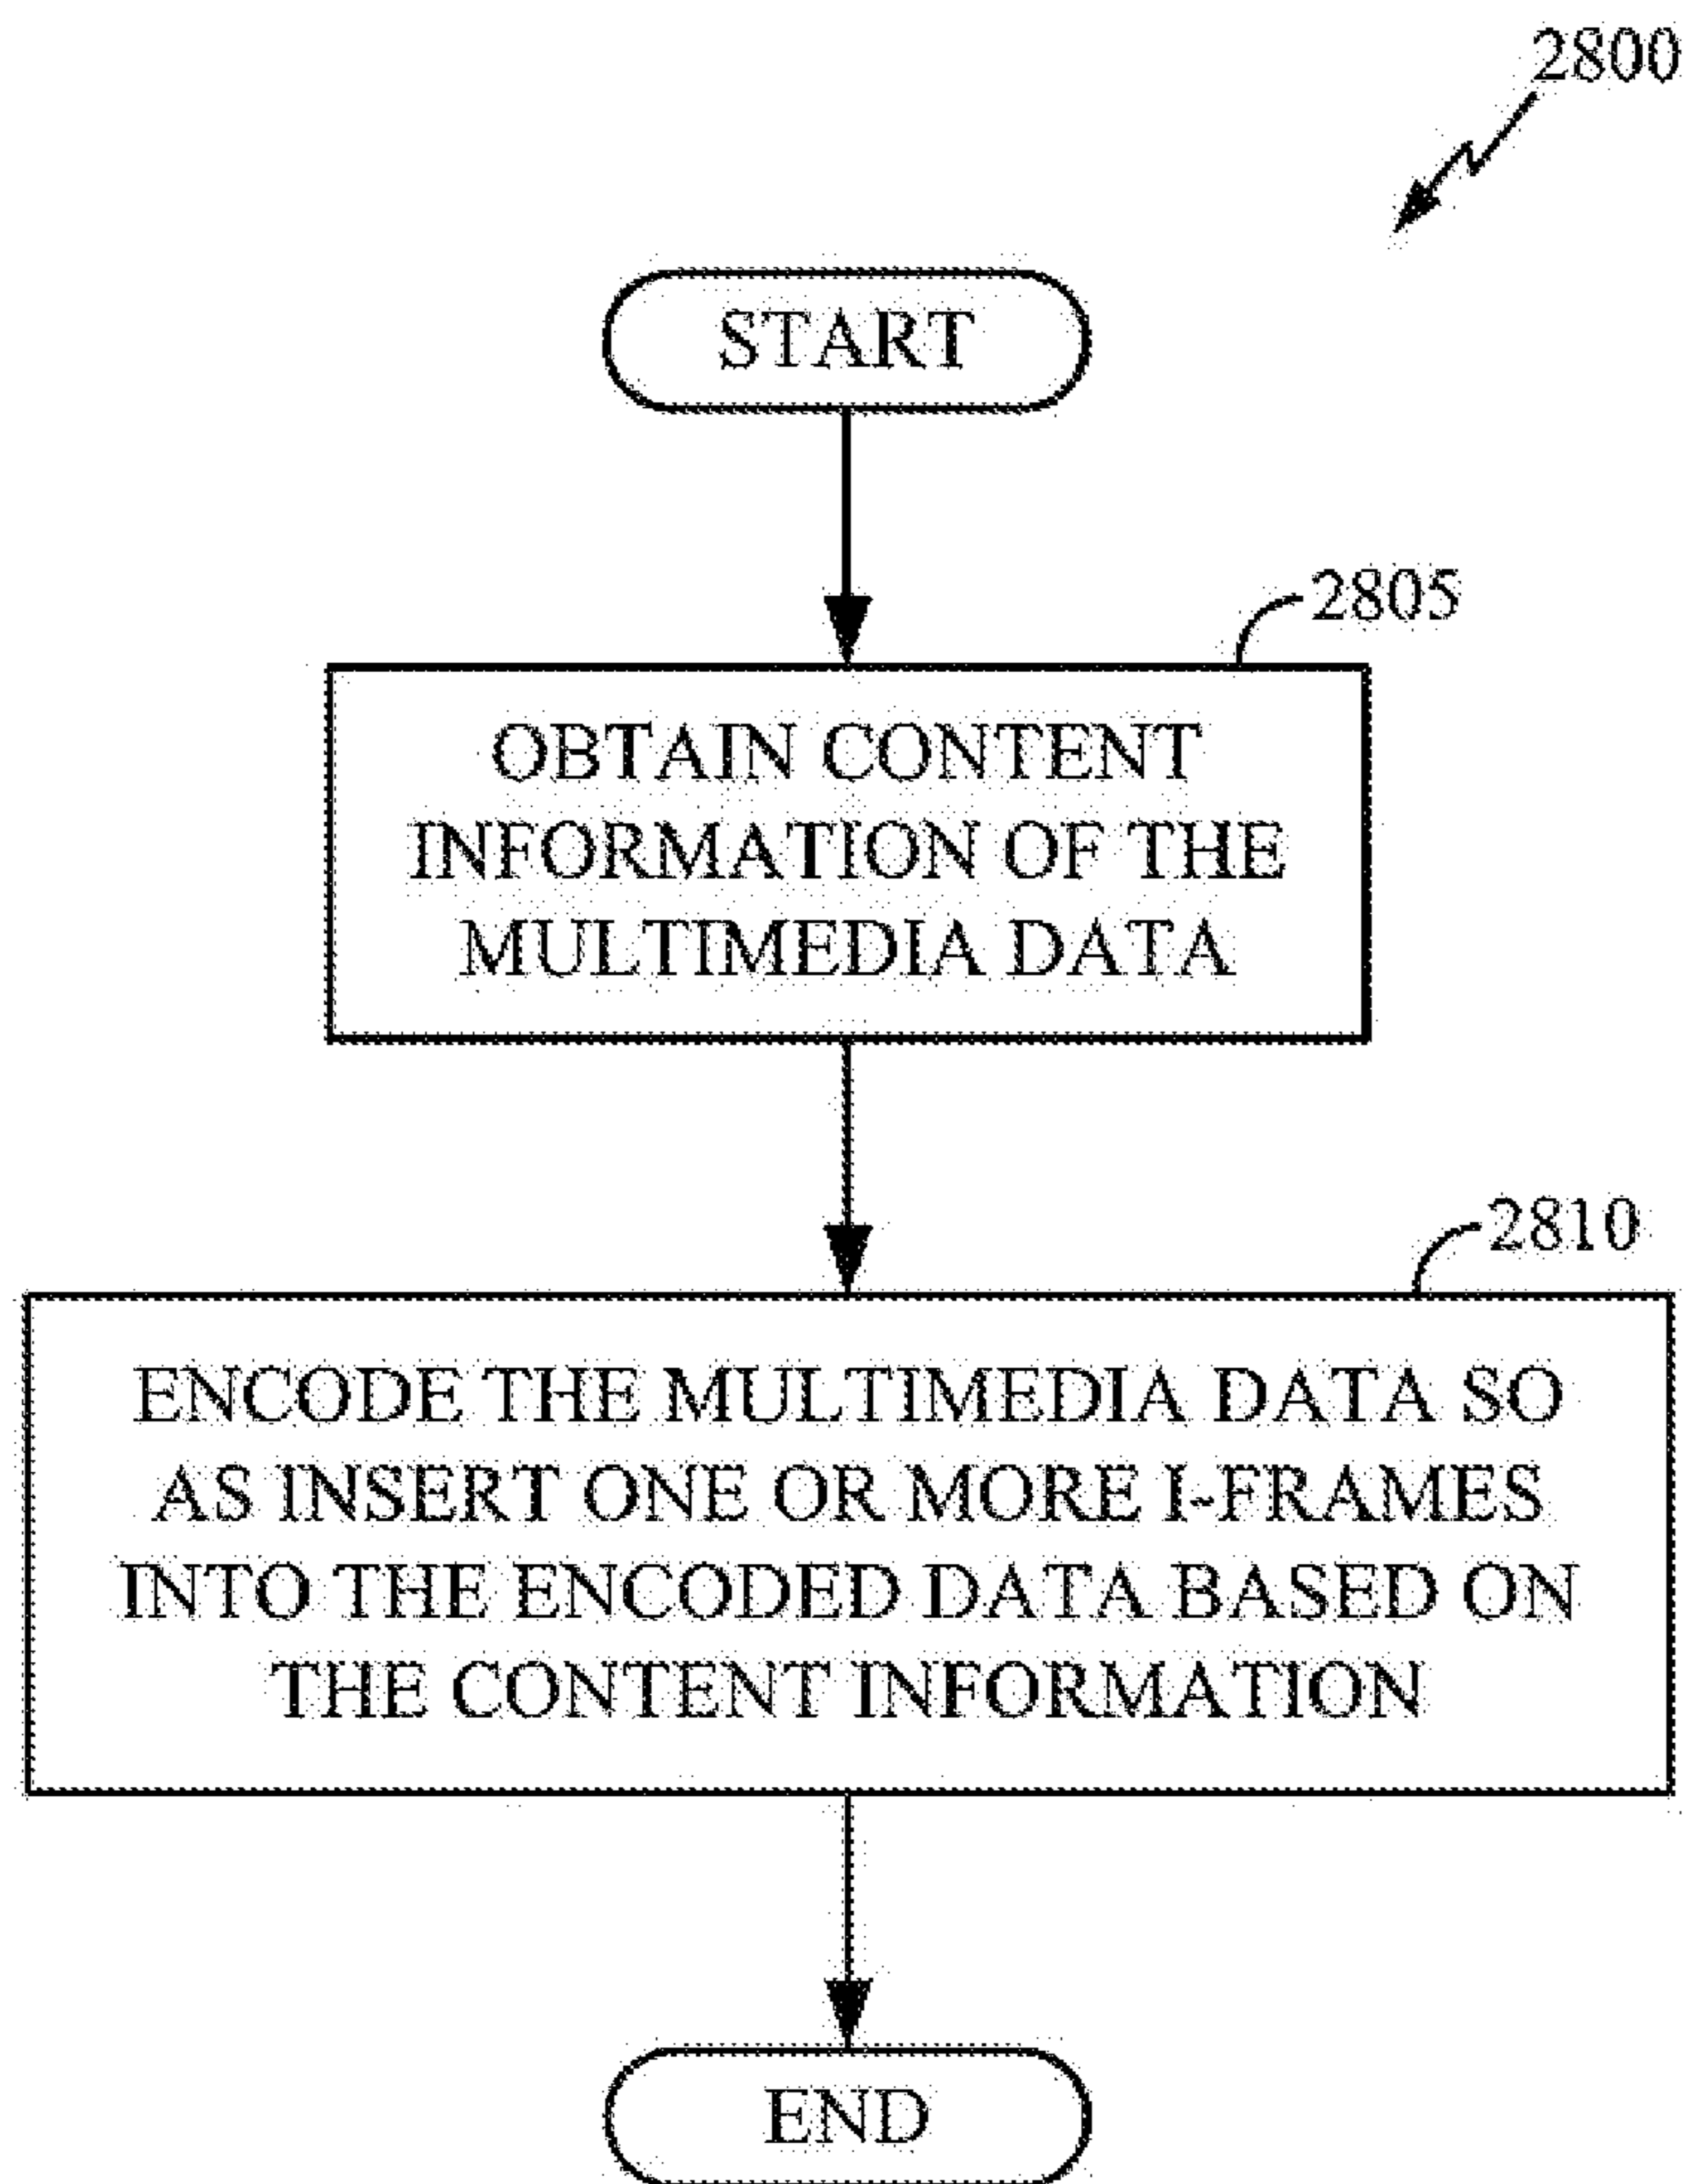 2800
START
2805
OBTAIN CONTENT
INFORMATION OF THE
MULTIMEDIA DATA
2810
ENCODE THE MULTIMEDIA DATA SO
AS INSERT ONE OR MORE I-FRAMES
INTO THE ENCODED DATA BASED ON
THE CONTENT INFORMATION
END